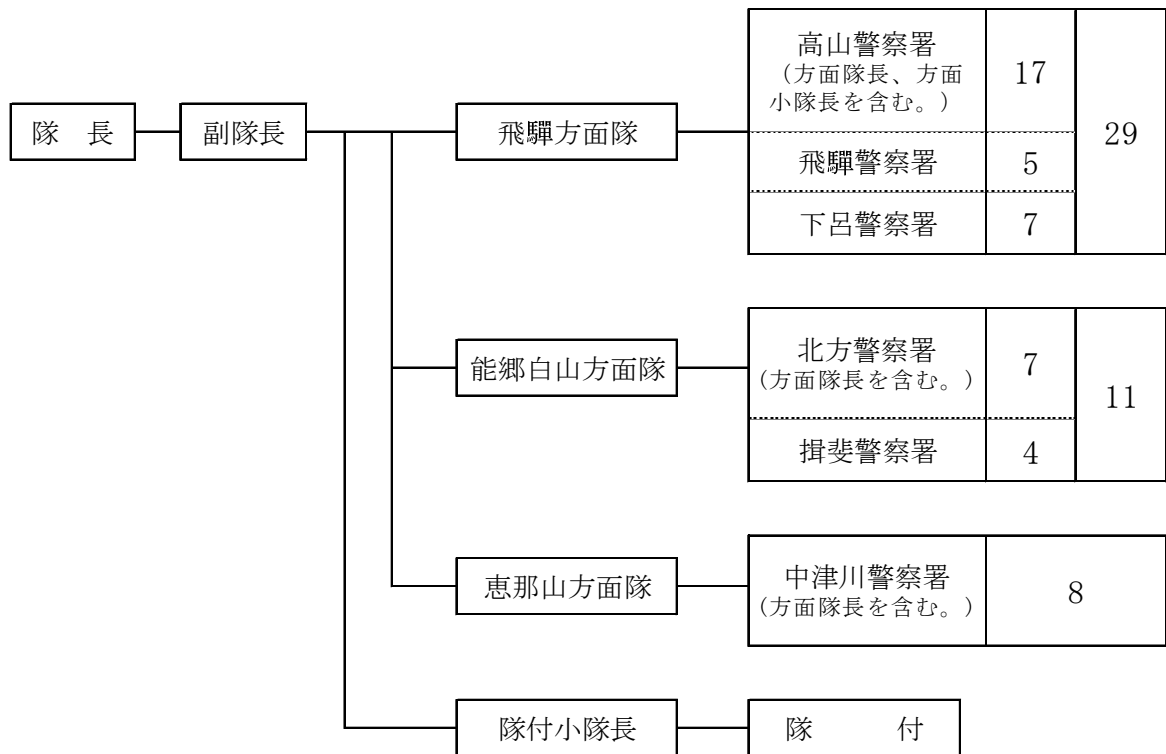 隊　長
副隊長
飛驒方面隊
高山警察署
（方面隊長、方面
小隊長を含む。）
17
29
飛驒警察署
5
下呂警察署
7
能郷白山方面隊
北方警察署
(方面隊長を含む。)
7
11
揖斐警察署
4
恵那山方面隊
中津川警察署
(方面隊長を含む。)
8
隊付小隊長
隊　　　付